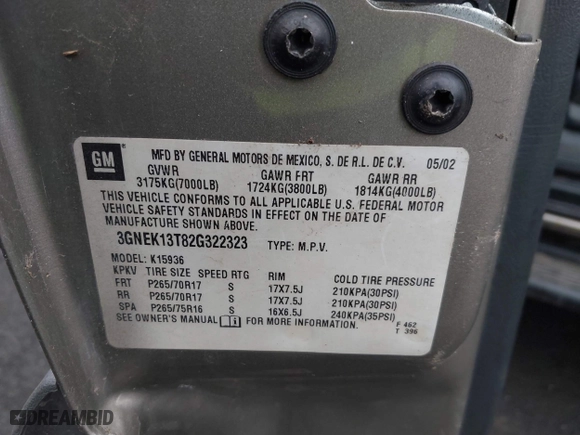 GM
MFD BY GENERAL MOTORS DE MEXICO, S. DE R.L. DE C.V. 05/02
GVWR GAWR FRT GAWR RR
3175KG(7000LB) 1724KG(3800LB) 1814KG(4000LB)
THIS VEHICLE CONFORMS TO ALL APPLICABLE U.S. FEDERAL MOTOR
VEHICLE SAFETY STANDARDS IN EFFECT ON THE DATE OF
MANUFACTURE SHOWN ABOVE.
3GNEK13T82G322323 TYPE: M.P.V.
MODEL: K15936
KPKV TIRE SIZE SPEED RTG RIM COLD TIRE PRESSURE
FRT P265/70R17 S 17X7.5J 210KPA(30PSI)
RR P265/70R17 S 17X7.5J 210KPA(30PSI)
SPA P265/75R16 S 16X6.5J 240KPA(35PSI)
SEE OWNER'S MANUAL FOR MORE INFORMATION. F 462
T 396
DREAMBID